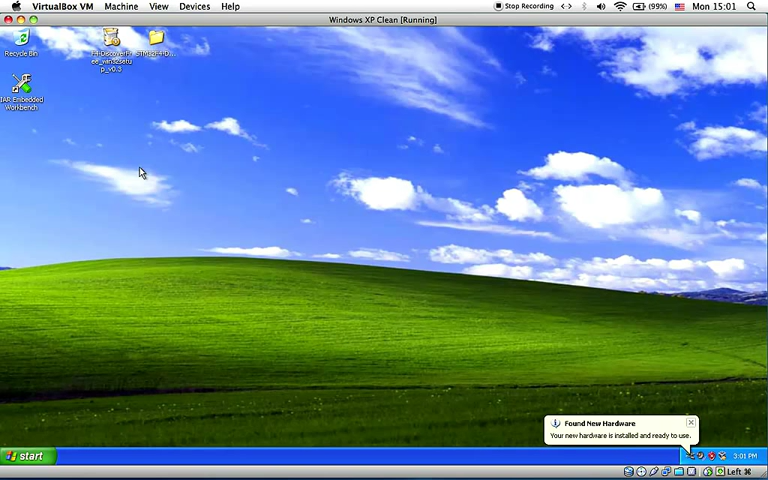 VirtualBox VM Machine View Devices Help
Stop Recording (99%) Mon 15:01
Windows XP Clean [Running]
Recycle Bin
IAR Embedded
Workbench
Found New Hardware
Your new hardware is installed and ready to use.
start
3:01 PM
Left ⌘